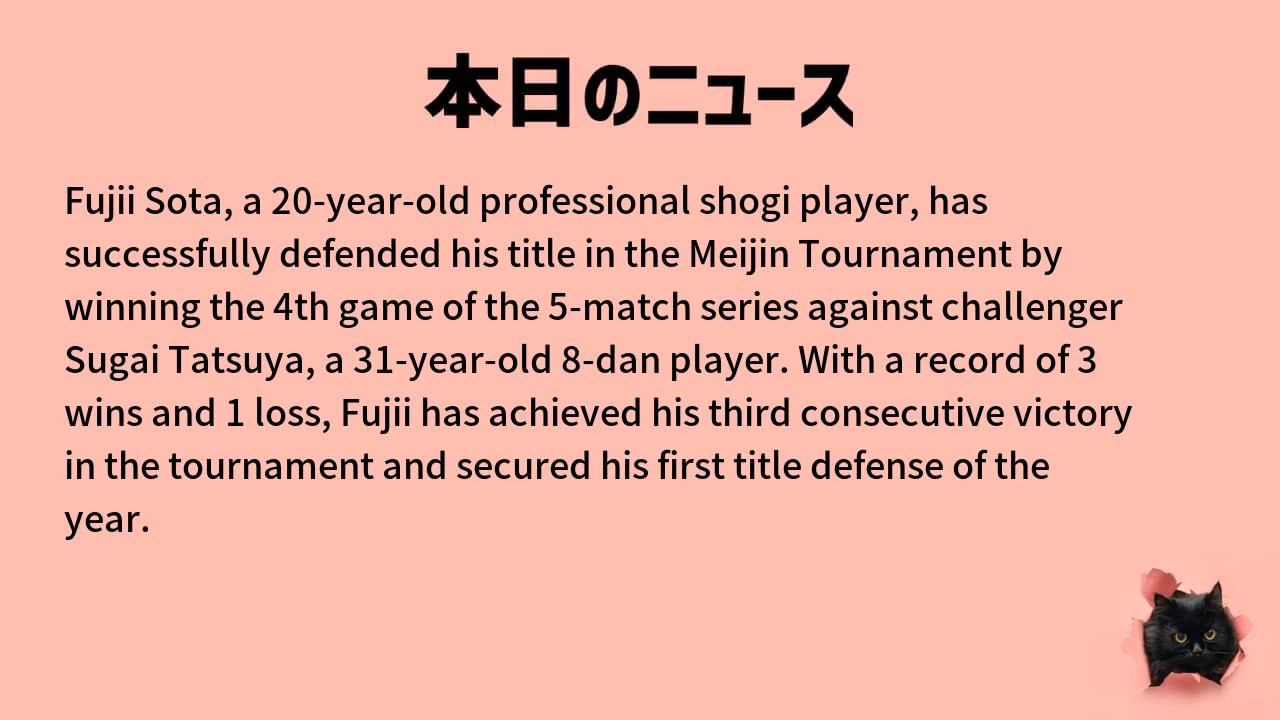 本日のニュース
Fujii Sota, a 20-year-old professional shogi player, has
successfully defended his title in the Meijin Tournament by
winning the 4th game of the 5-match series against challenger
Sugai Tatsuya, a 31-year-old 8-dan player. With a record of 3
wins and 1 loss, Fujii has achieved his third consecutive victory
in the tournament and secured his first title defense of the
year.